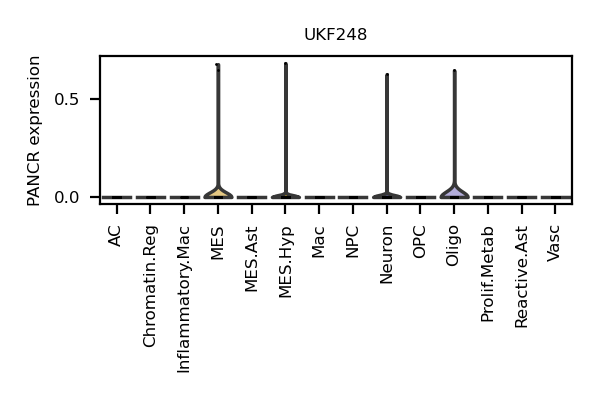 UKF248
PANCR expression
0.5
0.0
AC
Chromatin.Reg
Inflammatory.Mac
MES
MES.Ast
MES.Hyp
Mac
NPC
Neuron
OPC
Oligo
Prolif.Metab
Reactive.Ast
Vasc